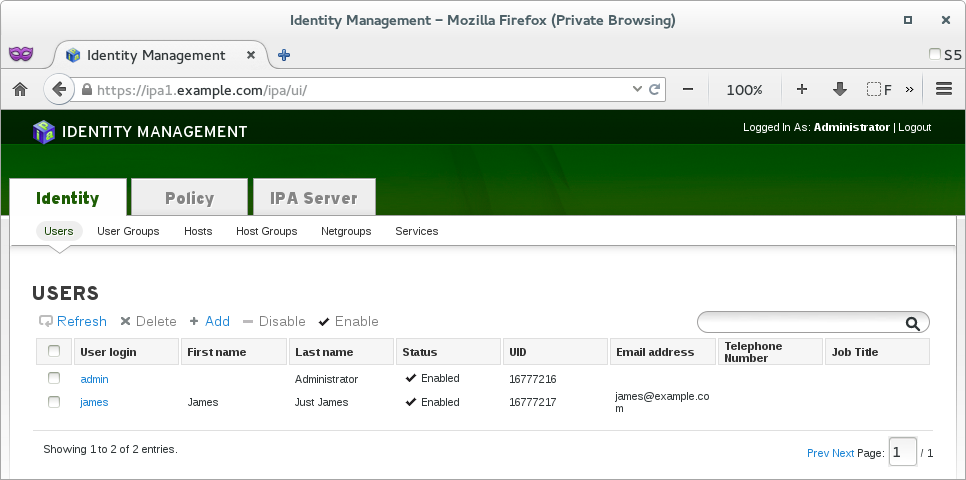 Identity Management – Mozilla Firefox (Private Browsing)
Identity Management
S5
https://ipa1.example.com/ipa/ui/
100%
F
IDENTITY MANAGEMENT
Logged In As: Administrator | Logout
Identity
Policy
IPA Server
Users
User Groups
Hosts
Host Groups
Netgroups
Services
USERS
Refresh
Delete
Add
Disable
Enable
User login First name Last name Status UID Email address Telephone Number Job Title
admin Administrator Enabled 16777216
james James Just James Enabled 16777217 james@example.co
m
Showing 1 to 2 of 2 entries.
Prev Next Page: 1 / 1